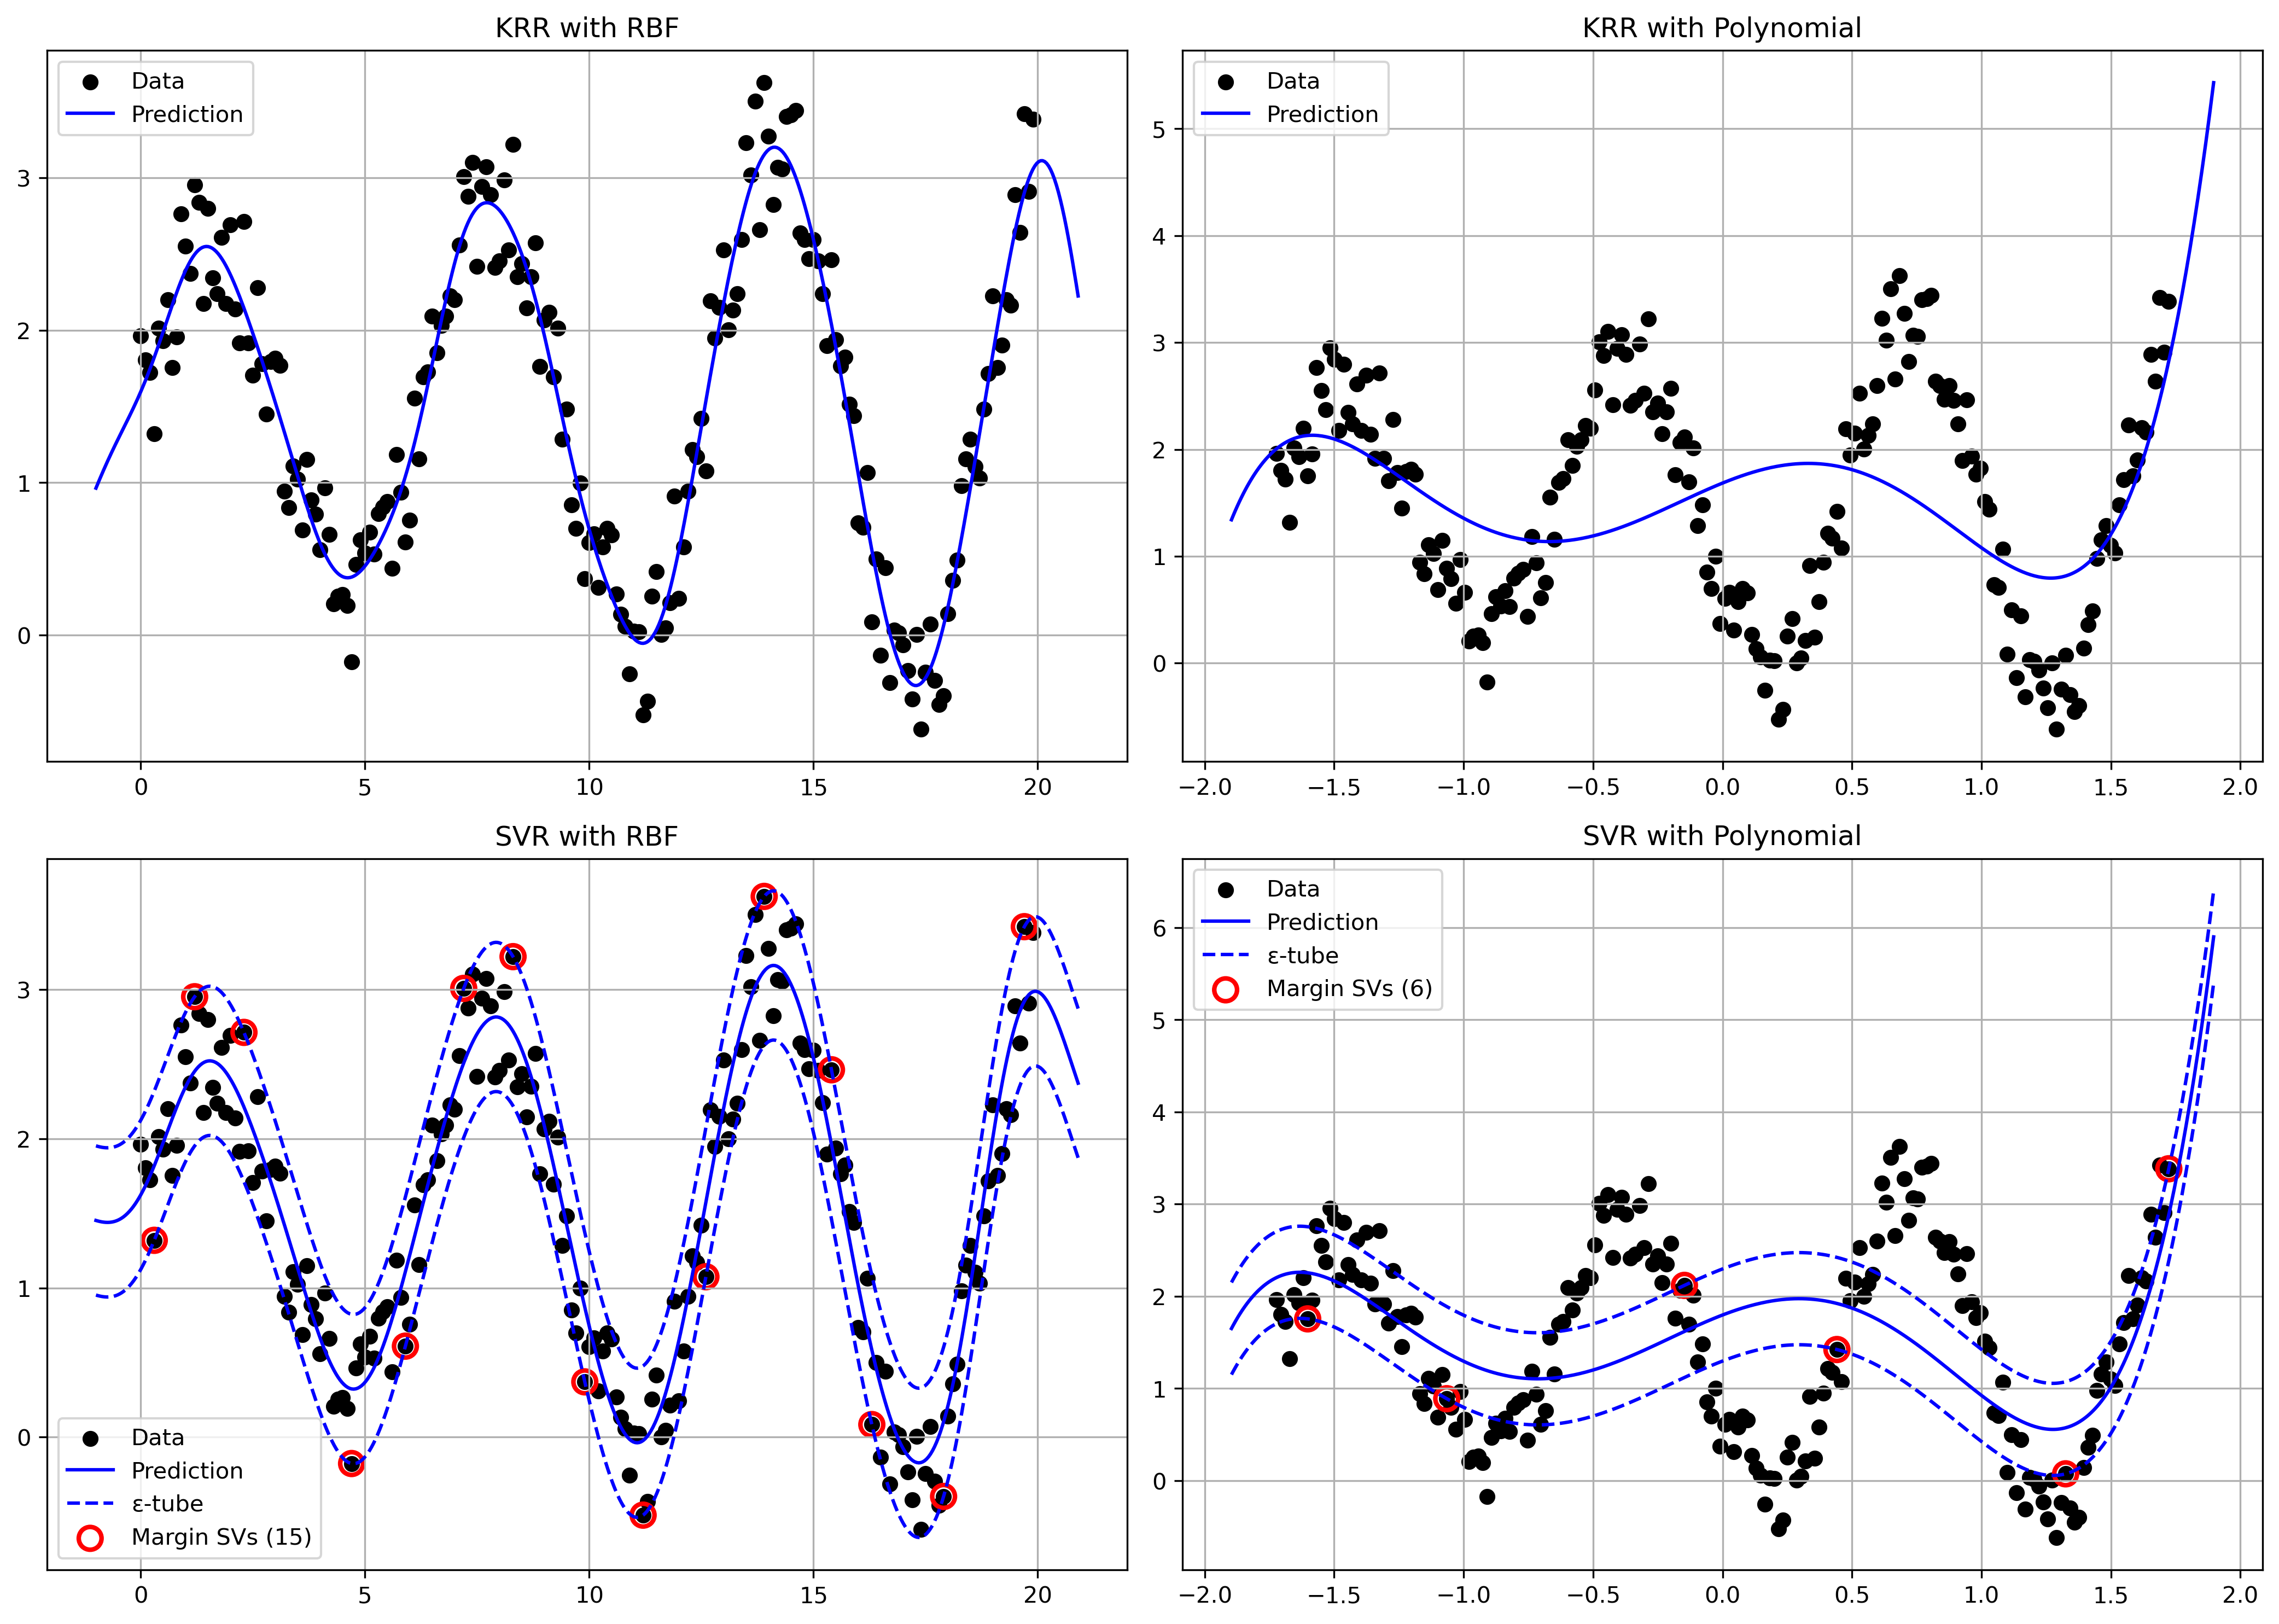 KRR with RBF
Data
Prediction
3
2
1
0
0 5 10 15 20
KRR with Polynomial
Data
Prediction
5
4
3
2
1
0
−2.0 −1.5 −1.0 −0.5 0.0 0.5 1.0 1.5 2.0
SVR with RBF
3
2
1
0
Data
Prediction
ε-tube
Margin SVs (15)
0 5 10 15 20
SVR with Polynomial
Data
Prediction
ε-tube
Margin SVs (6)
6
5
4
3
2
1
0
−2.0 −1.5 −1.0 −0.5 0.0 0.5 1.0 1.5 2.0